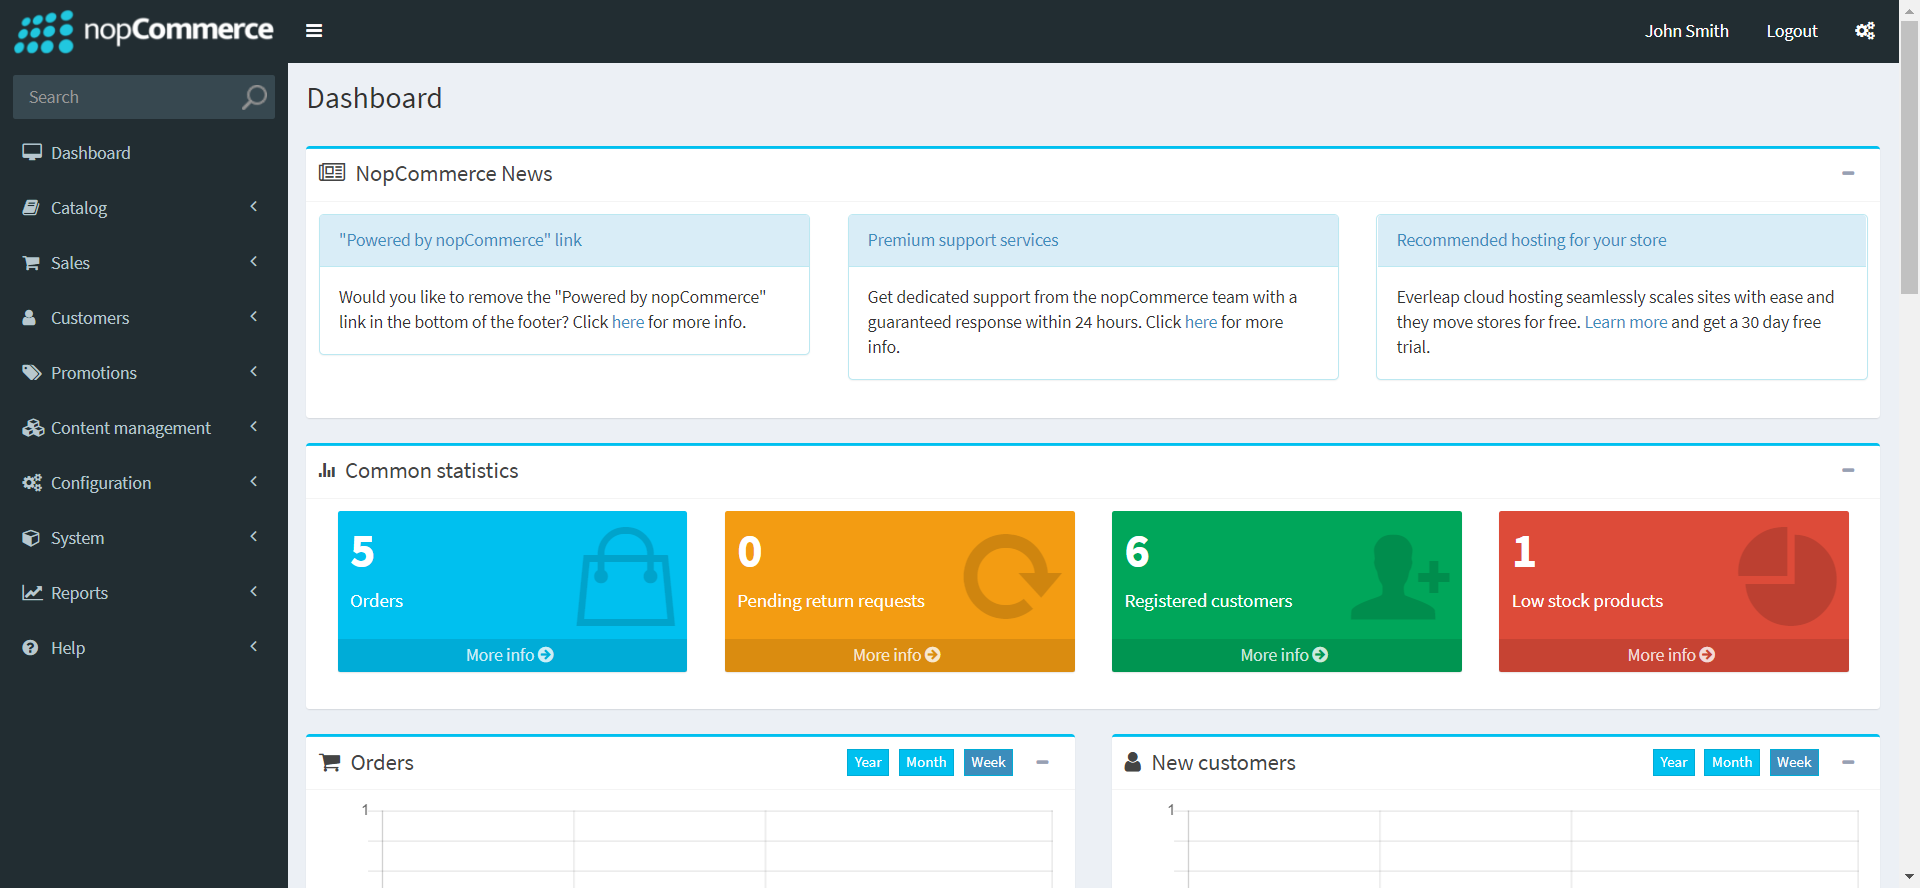 nopCommerce
John Smith
Logout
Search
Dashboard
Catalog
Sales
Customers
Promotions
Content management
Configuration
System
Reports
Help
Dashboard
NopCommerce News
"Powered by nopCommerce" link
Would you like to remove the "Powered by nopCommerce"
link in the bottom of the footer? Click here for more info.
Premium support services
Get dedicated support from the nopCommerce team with a
guaranteed response within 24 hours. Click here for more
info.
Recommended hosting for your store
Everleap cloud hosting seamlessly scales sites with ease and
they move stores for free. Learn more and get a 30 day free
trial.
Common statistics
5
Orders
More info
0
Pending return requests
More info
6
Registered customers
More info
1
Low stock products
More info
Orders
Year
Month
Week
1
New customers
Year
Month
Week
1